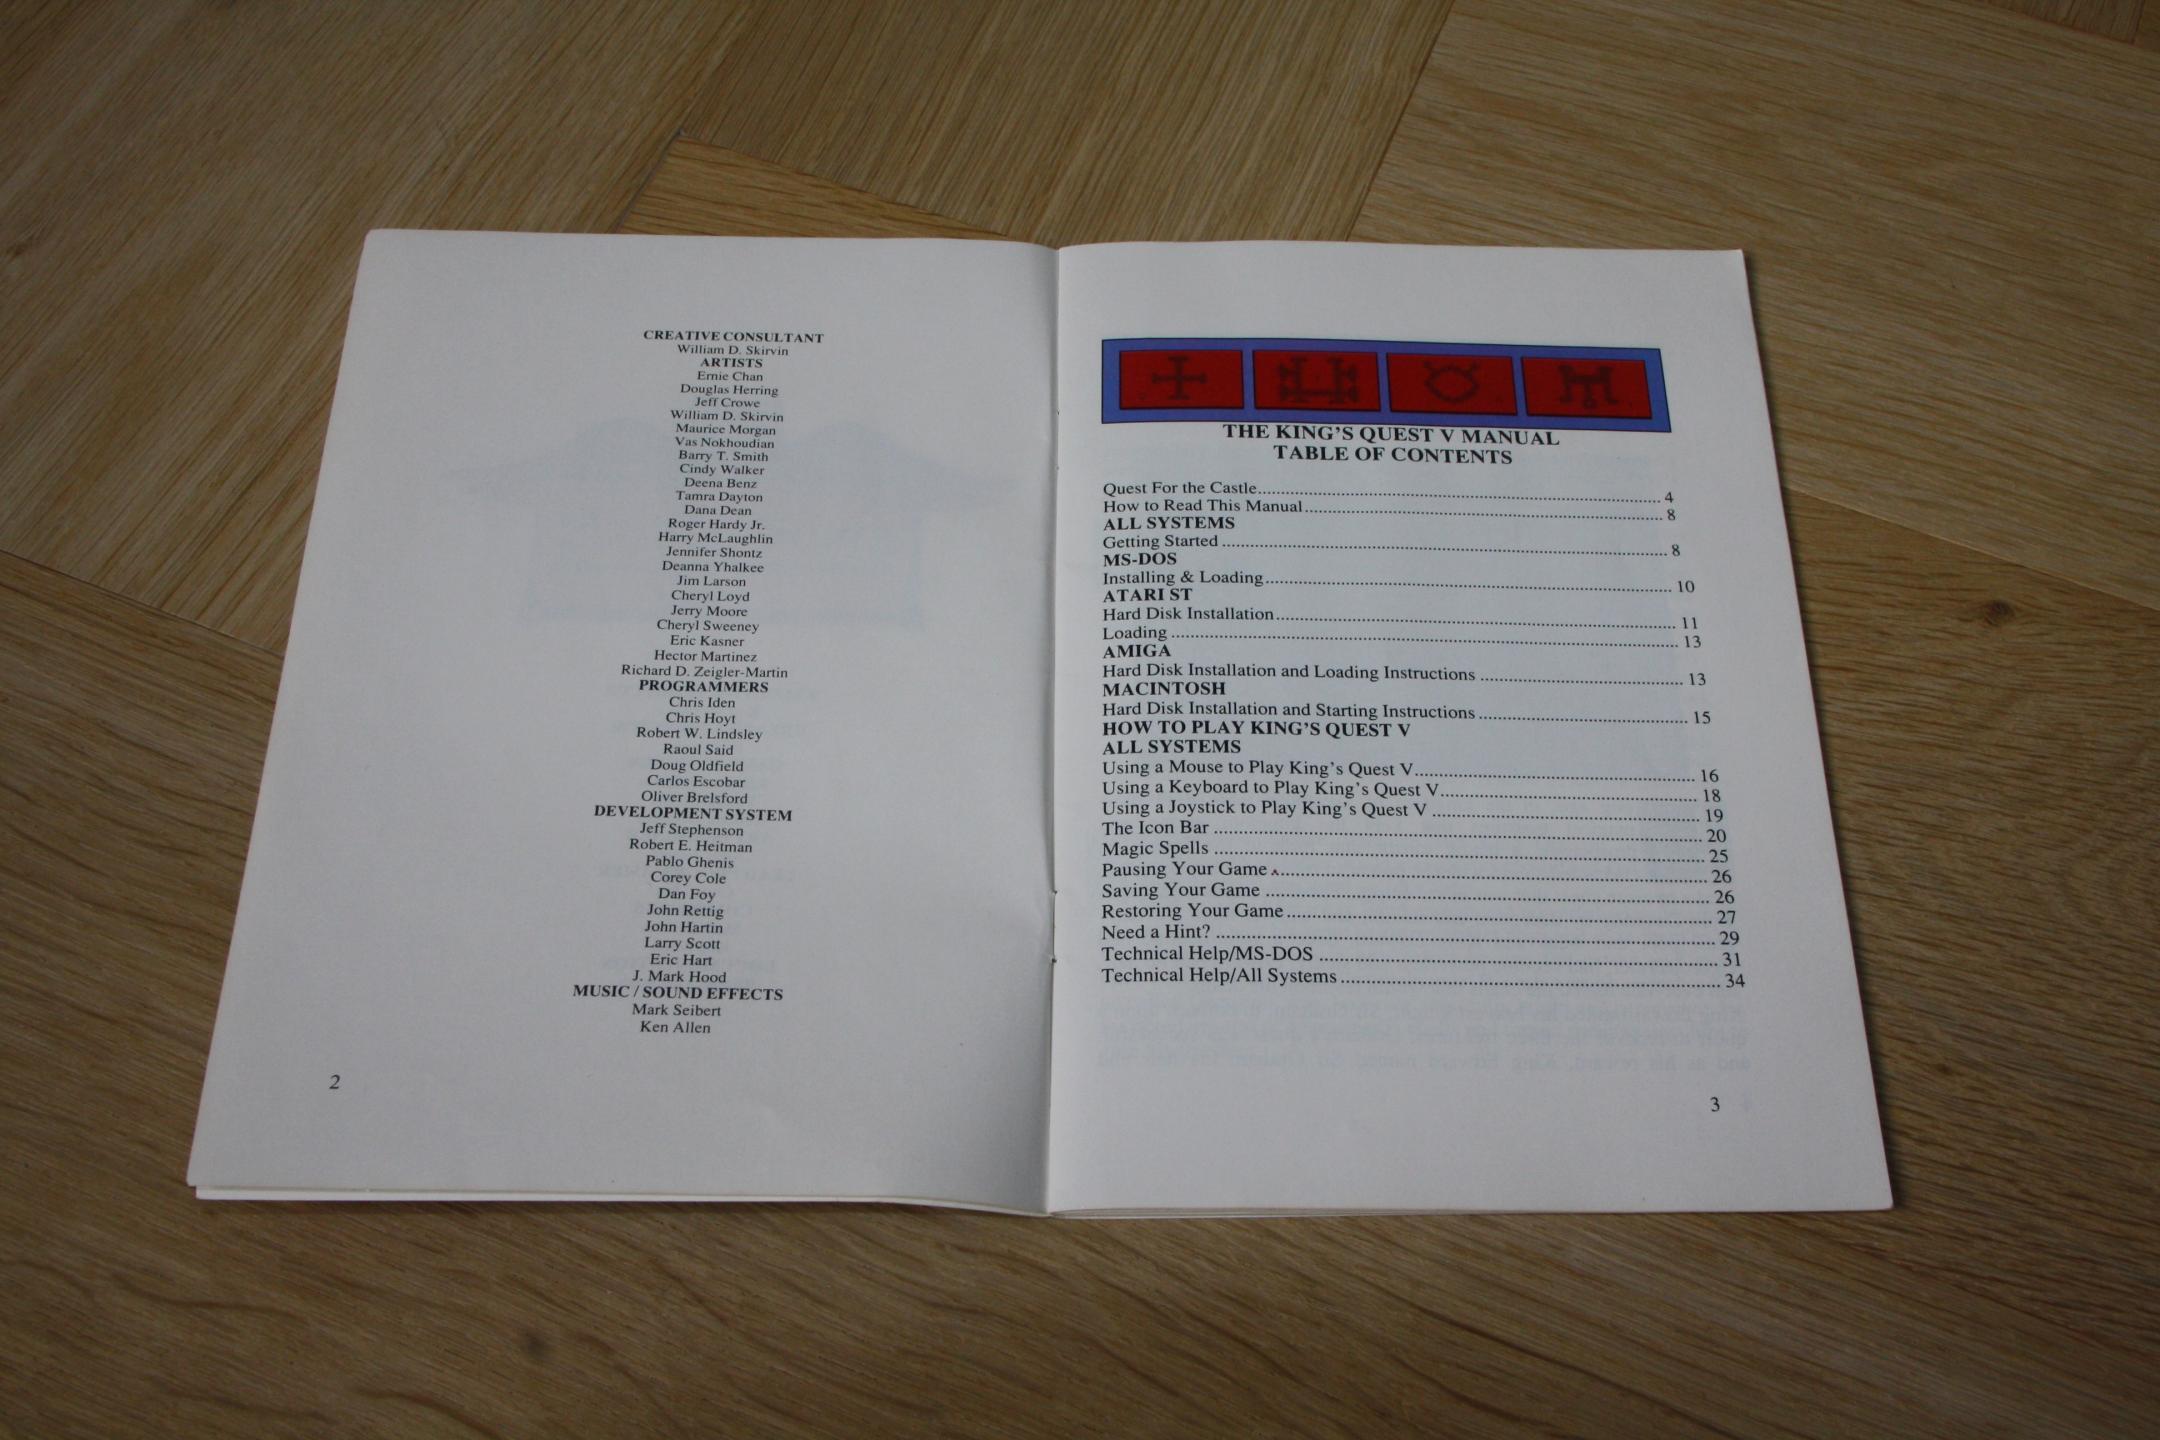 CREATIVE CONSULTANT
William D. Skirvin
ARTISTS
Ernie Chan
Douglas Herring
Jeff Crowe
William D. Skirvin
Maurice Morgan
Vas Nokhoudian
Barry T. Smith
Cindy Walker
Deena Benz
Tamra Dayton
Dana Dean
Roger Hardy Jr.
Harry McLaughlin
Jennifer Shontz
Deanna Yhalkee
Jim Larson
Cheryl Loyd
Jerry Moore
Cheryl Sweeney
Eric Kasner
Hector Martinez
Richard D. Zeigler-Martin
PROGRAMMERS
Chris Iden
Chris Hoyt
Robert W. Lindsley
Raoul Said
Doug Oldfield
Carlos Escobar
Oliver Brelsford
DEVELOPMENT SYSTEM
Jeff Stephenson
Robert E. Heitman
Pablo Ghenis
Corey Cole
Dan Foy
John Rettig
John Hartin
Larry Scott
Eric Hart
J. Mark Hood
MUSIC / SOUND EFFECTS
Mark Seibert
Ken Allen
2
THE KING'S QUEST V MANUAL
TABLE OF CONTENTS
Quest For the Castle 4
How to Read This Manual 8
ALL SYSTEMS
Getting Started 8
MS-DOS
Installing & Loading 10
ATARI ST
Hard Disk Installation 11
Loading 13
AMIGA
Hard Disk Installation and Loading Instructions 13
MACINTOSH
Hard Disk Installation and Starting Instructions 15
HOW TO PLAY KING'S QUEST V
ALL SYSTEMS
Using a Mouse to Play King's Quest V 16
Using a Keyboard to Play King's Quest V 18
Using a Joystick to Play King's Quest V 19
The Icon Bar 20
Magic Spells 25
Pausing Your Game 26
Saving Your Game 26
Restoring Your Game 27
Need a Hint? 29
Technical Help/MS-DOS 31
Technical Help/All Systems 34
3